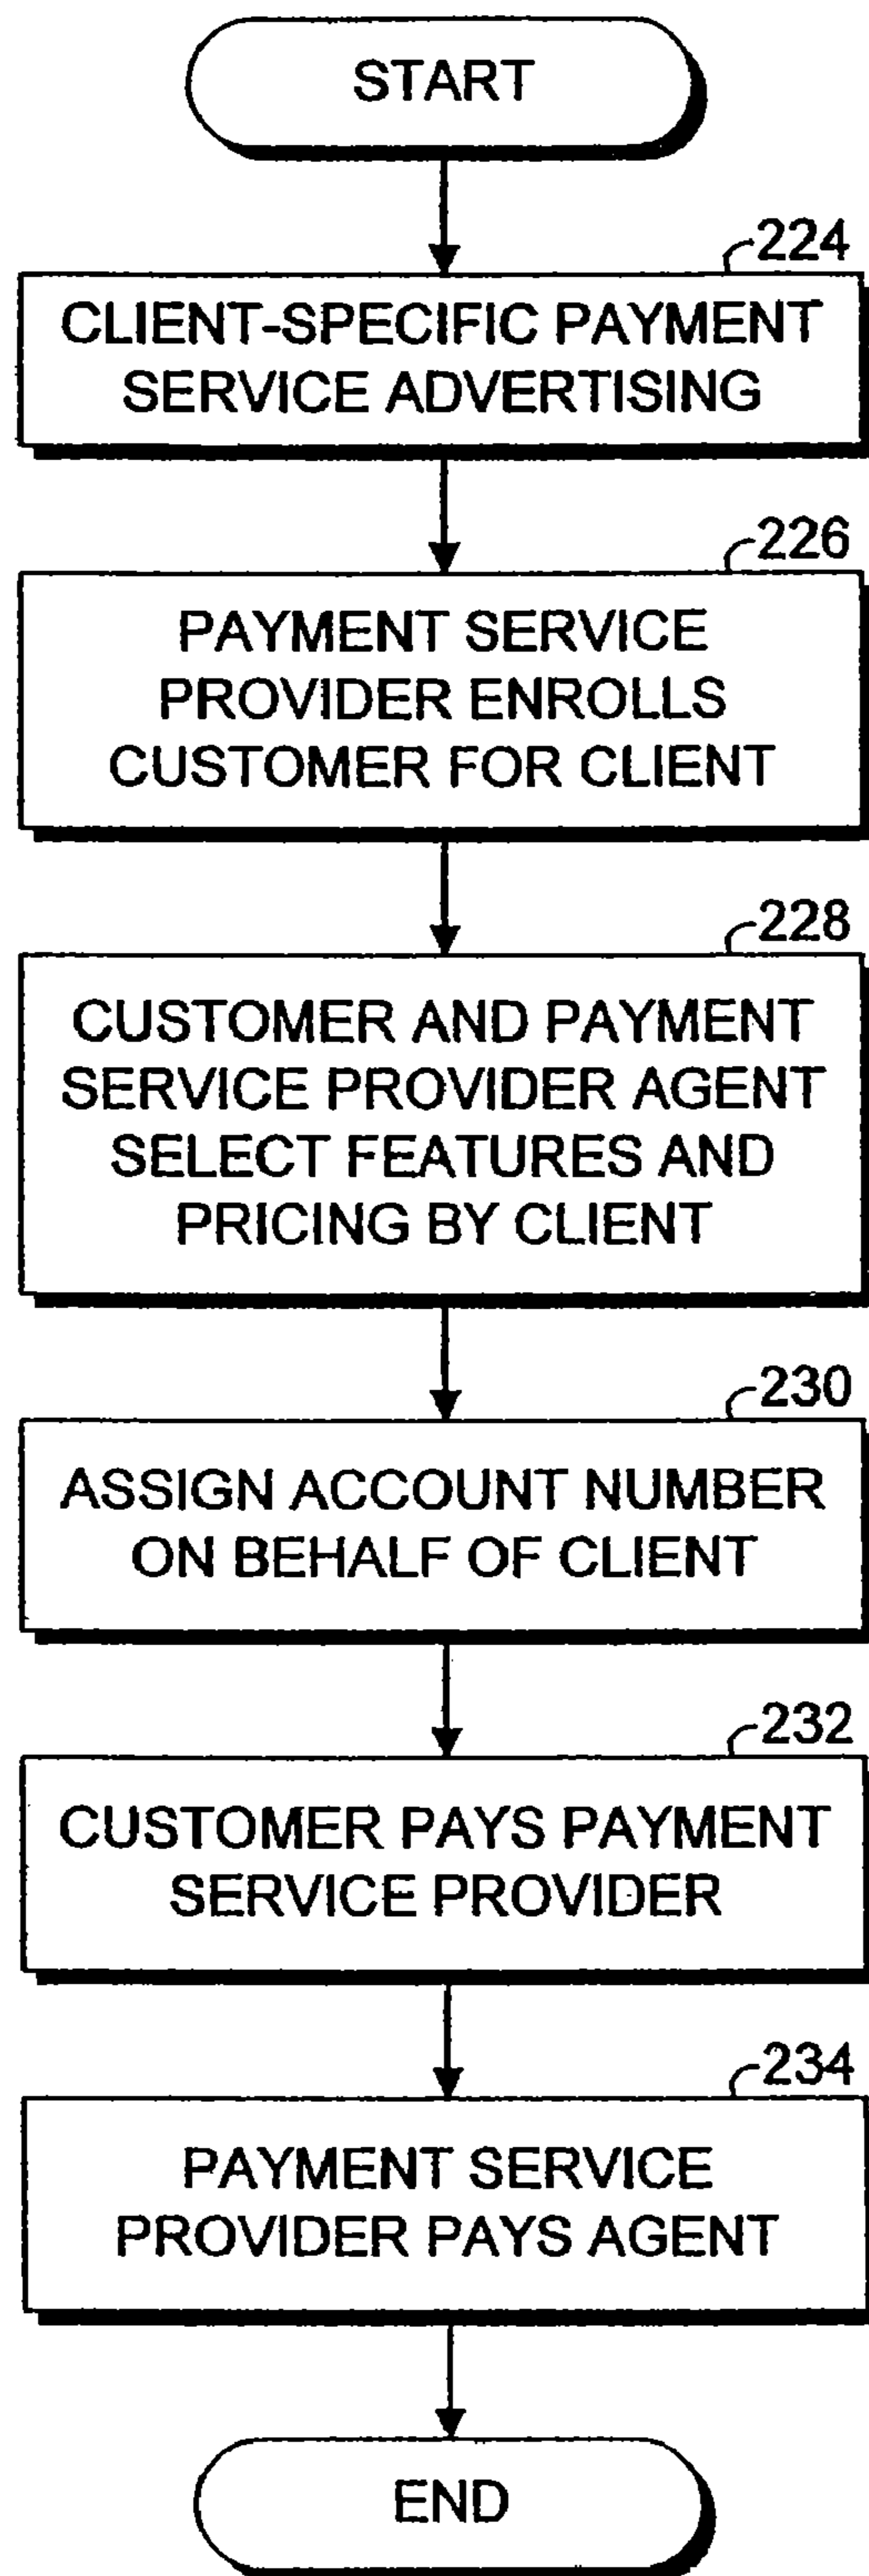 START
224
CLIENT-SPECIFIC PAYMENT
SERVICE ADVERTISING
226
PAYMENT SERVICE
PROVIDER ENROLLS
CUSTOMER FOR CLIENT
228
CUSTOMER AND PAYMENT
SERVICE PROVIDER AGENT
SELECT FEATURES AND
PRICING BY CLIENT
230
ASSIGN ACCOUNT NUMBER
ON BEHALF OF CLIENT
232
CUSTOMER PAYS PAYMENT
SERVICE PROVIDER
234
PAYMENT SERVICE
PROVIDER PAYS AGENT
END